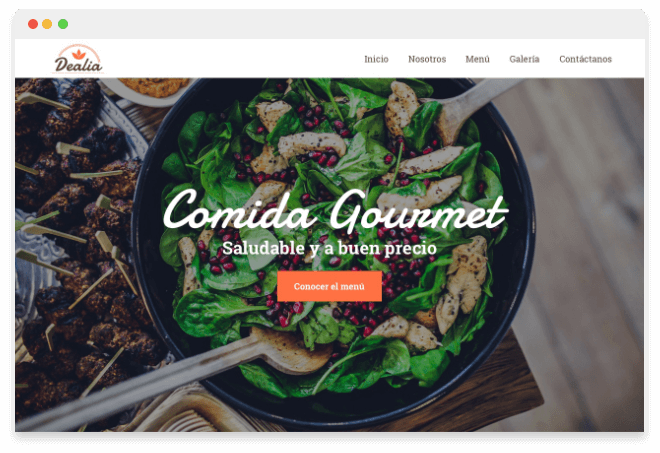 Dealia
Inicio Nosotros Menú Galería Contáctanos
Comida Gourmet
Saludable y a buen precio
Conocer el menú